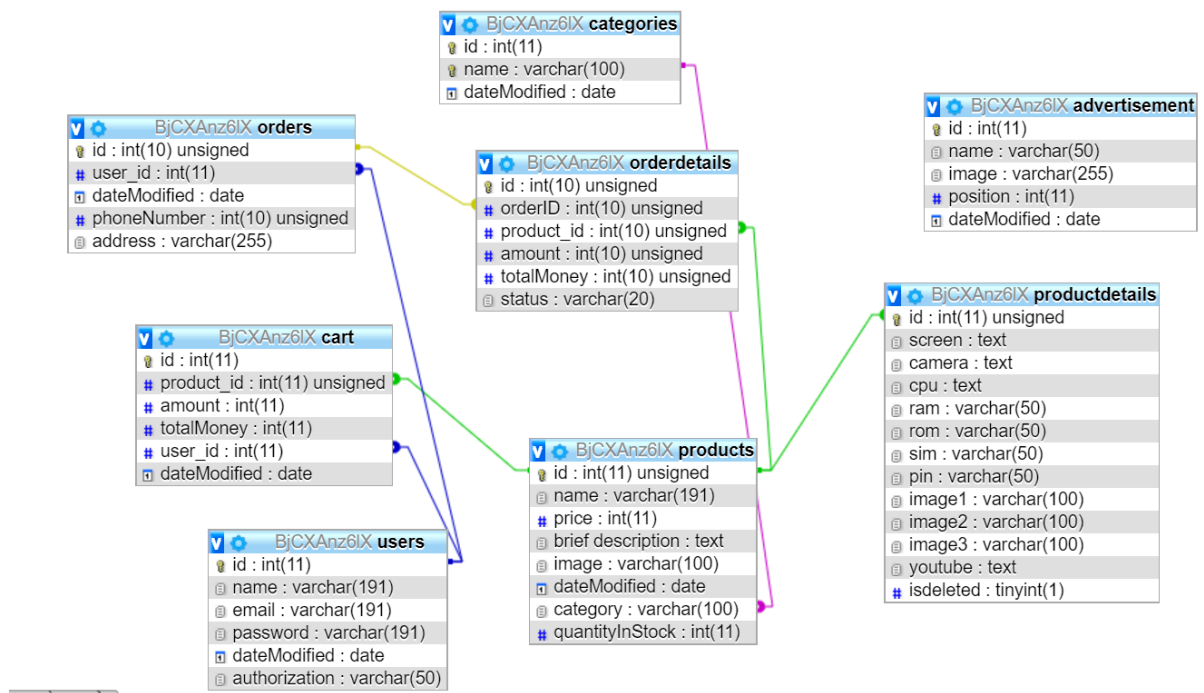 BjCXAnz6IX categories
id : int(11)
name : varchar(100)
dateModified : date
BjCXAnz6IX advertisement
id : int(11)
name : varchar(50)
image : varchar(255)
position : int(11)
dateModified : date
BjCXAnz6IX orders
id : int(10) unsigned
user_id : int(11)
dateModified : date
phoneNumber : int(10) unsigned
address : varchar(255)
BjCXAnz6IX orderdetails
id : int(10) unsigned
orderID : int(10) unsigned
product_id : int(10) unsigned
amount : int(10) unsigned
totalMoney : int(10) unsigned
status : varchar(20)
BjCXAnz6IX productdetails
id : int(11) unsigned
screen : text
camera : text
cpu : text
ram : varchar(50)
rom : varchar(50)
sim : varchar(50)
pin : varchar(50)
image1 : varchar(100)
image2 : varchar(100)
image3 : varchar(100)
youtube : text
isdeleted : tinyint(1)
BjCXAnz6IX cart
id : int(11)
product_id : int(11) unsigned
amount : int(11)
totalMoney : int(11)
user_id : int(11)
dateModified : date
BjCXAnz6IX products
id : int(11) unsigned
name : varchar(191)
price : int(11)
brief description : text
image : varchar(100)
dateModified : date
category : varchar(100)
quantityInStock : int(11)
BjCXAnz6IX users
id : int(11)
name : varchar(191)
email : varchar(191)
password : varchar(191)
dateModified : date
authorization : varchar(50)